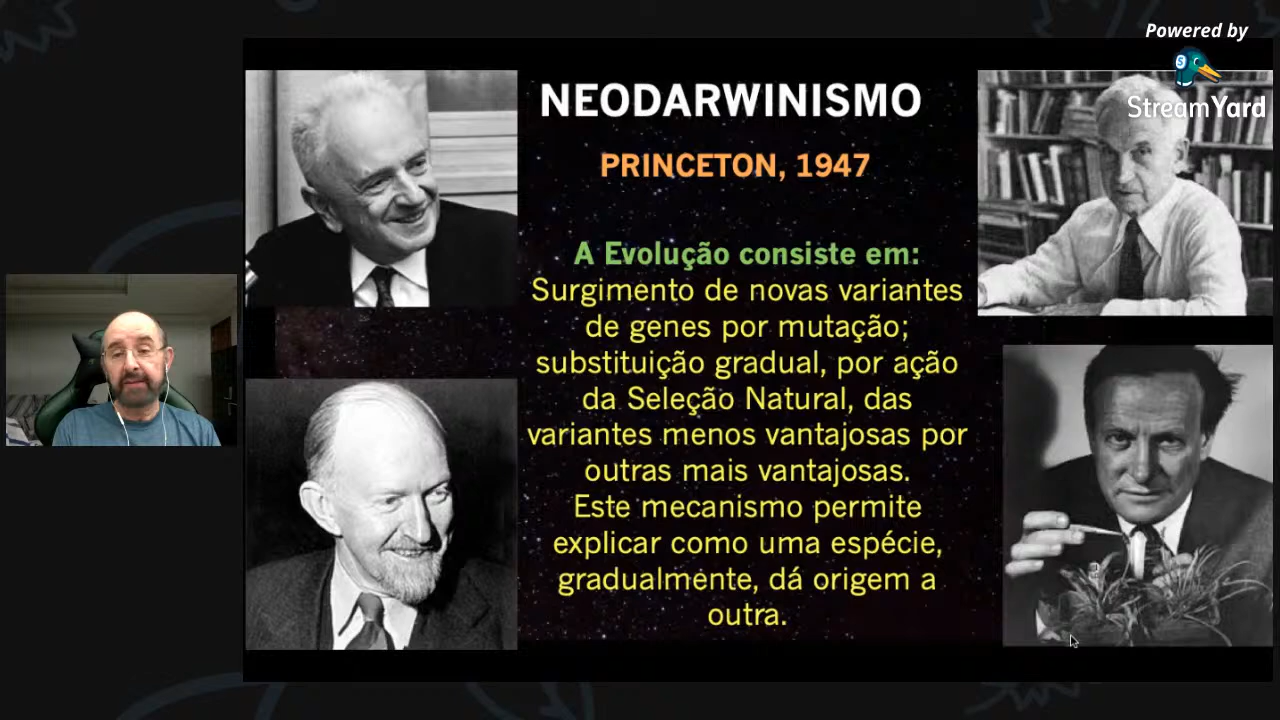 Powered by
StreamYard
NEODARWINISMO
PRINCETON, 1947
A Evolução consiste em:
Surgimento de novas variantes
de genes por mutação;
substituição gradual, por ação
da Seleção Natural, das
variantes menos vantajosas por
outras mais vantajosas.
Este mecanismo permite
explicar como uma espécie,
gradualmente, dá origem a
outra.